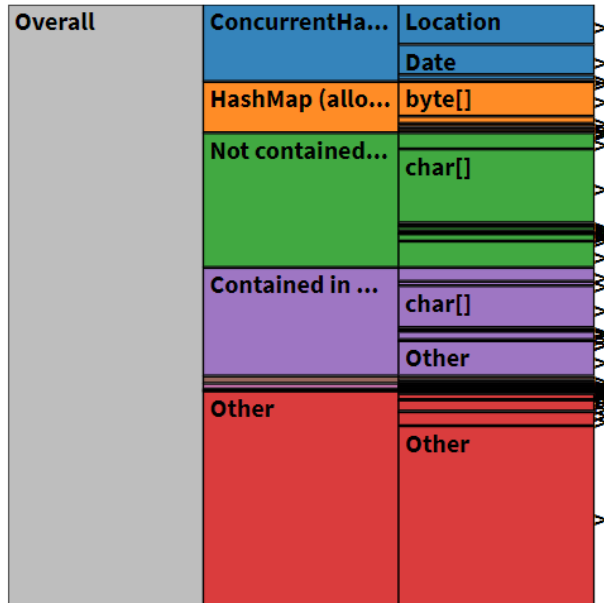 Overall
ConcurrentHa...
Location
Date
HashMap (allo...
byte[]
Not contained...
char[]
Contained in ...
char[]
Other
Other
Other